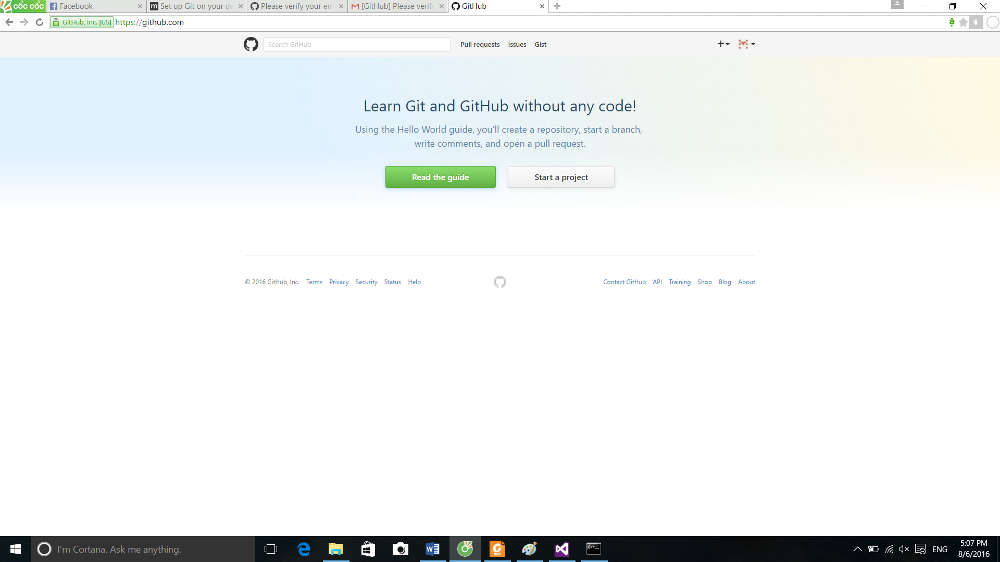 cốc cốc
Facebook
Set up Git on your de
Please verify your em
[GitHub] Please verify
GitHub
GitHub, Inc. [US]
https://github.com
Search GitHub
Pull requests
Issues
Gist
Learn Git and GitHub without any code!
Using the Hello World guide, you’ll create a repository, start a branch,
write comments, and open a pull request.
Read the guide
Start a project
© 2016 GitHub, Inc.
Terms
Privacy
Security
Status
Help
Contact GitHub
API
Training
Shop
Blog
About
I’m Cortana. Ask me anything.
ENG
5:07 PM
8/6/2016